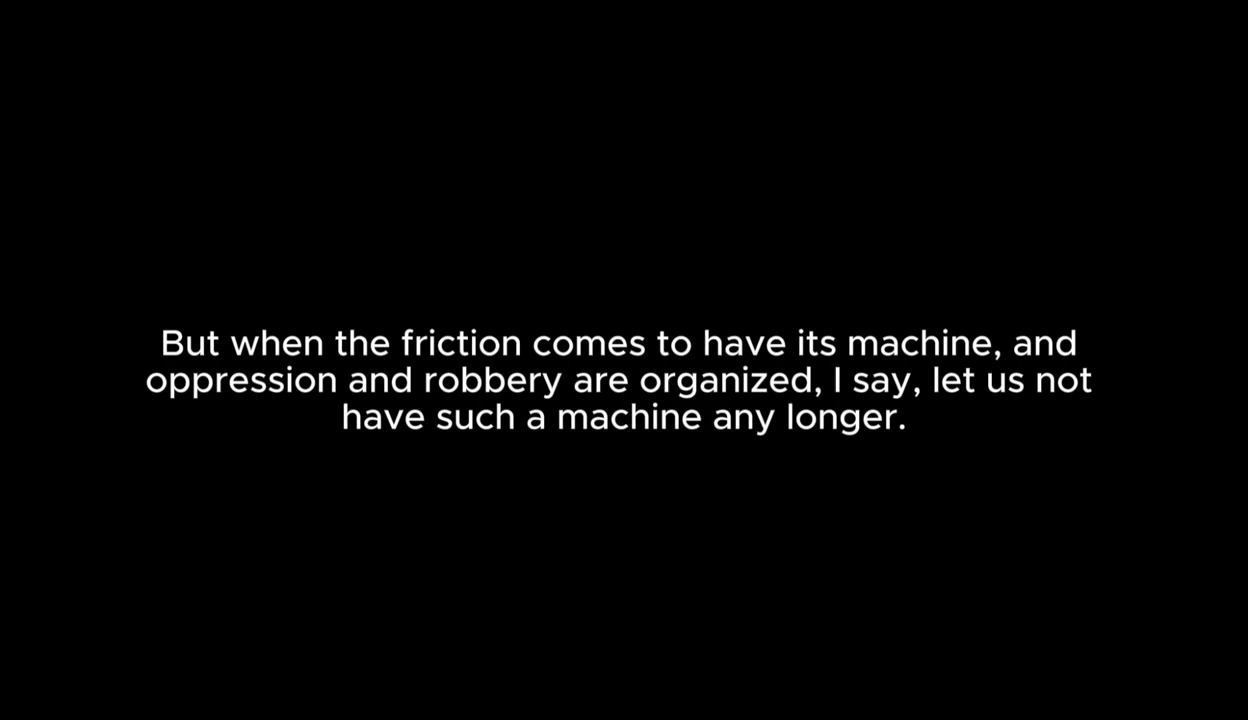 But when the friction comes to have its machine, and
oppression and robbery are organized, I say, let us not
have such a machine any longer.